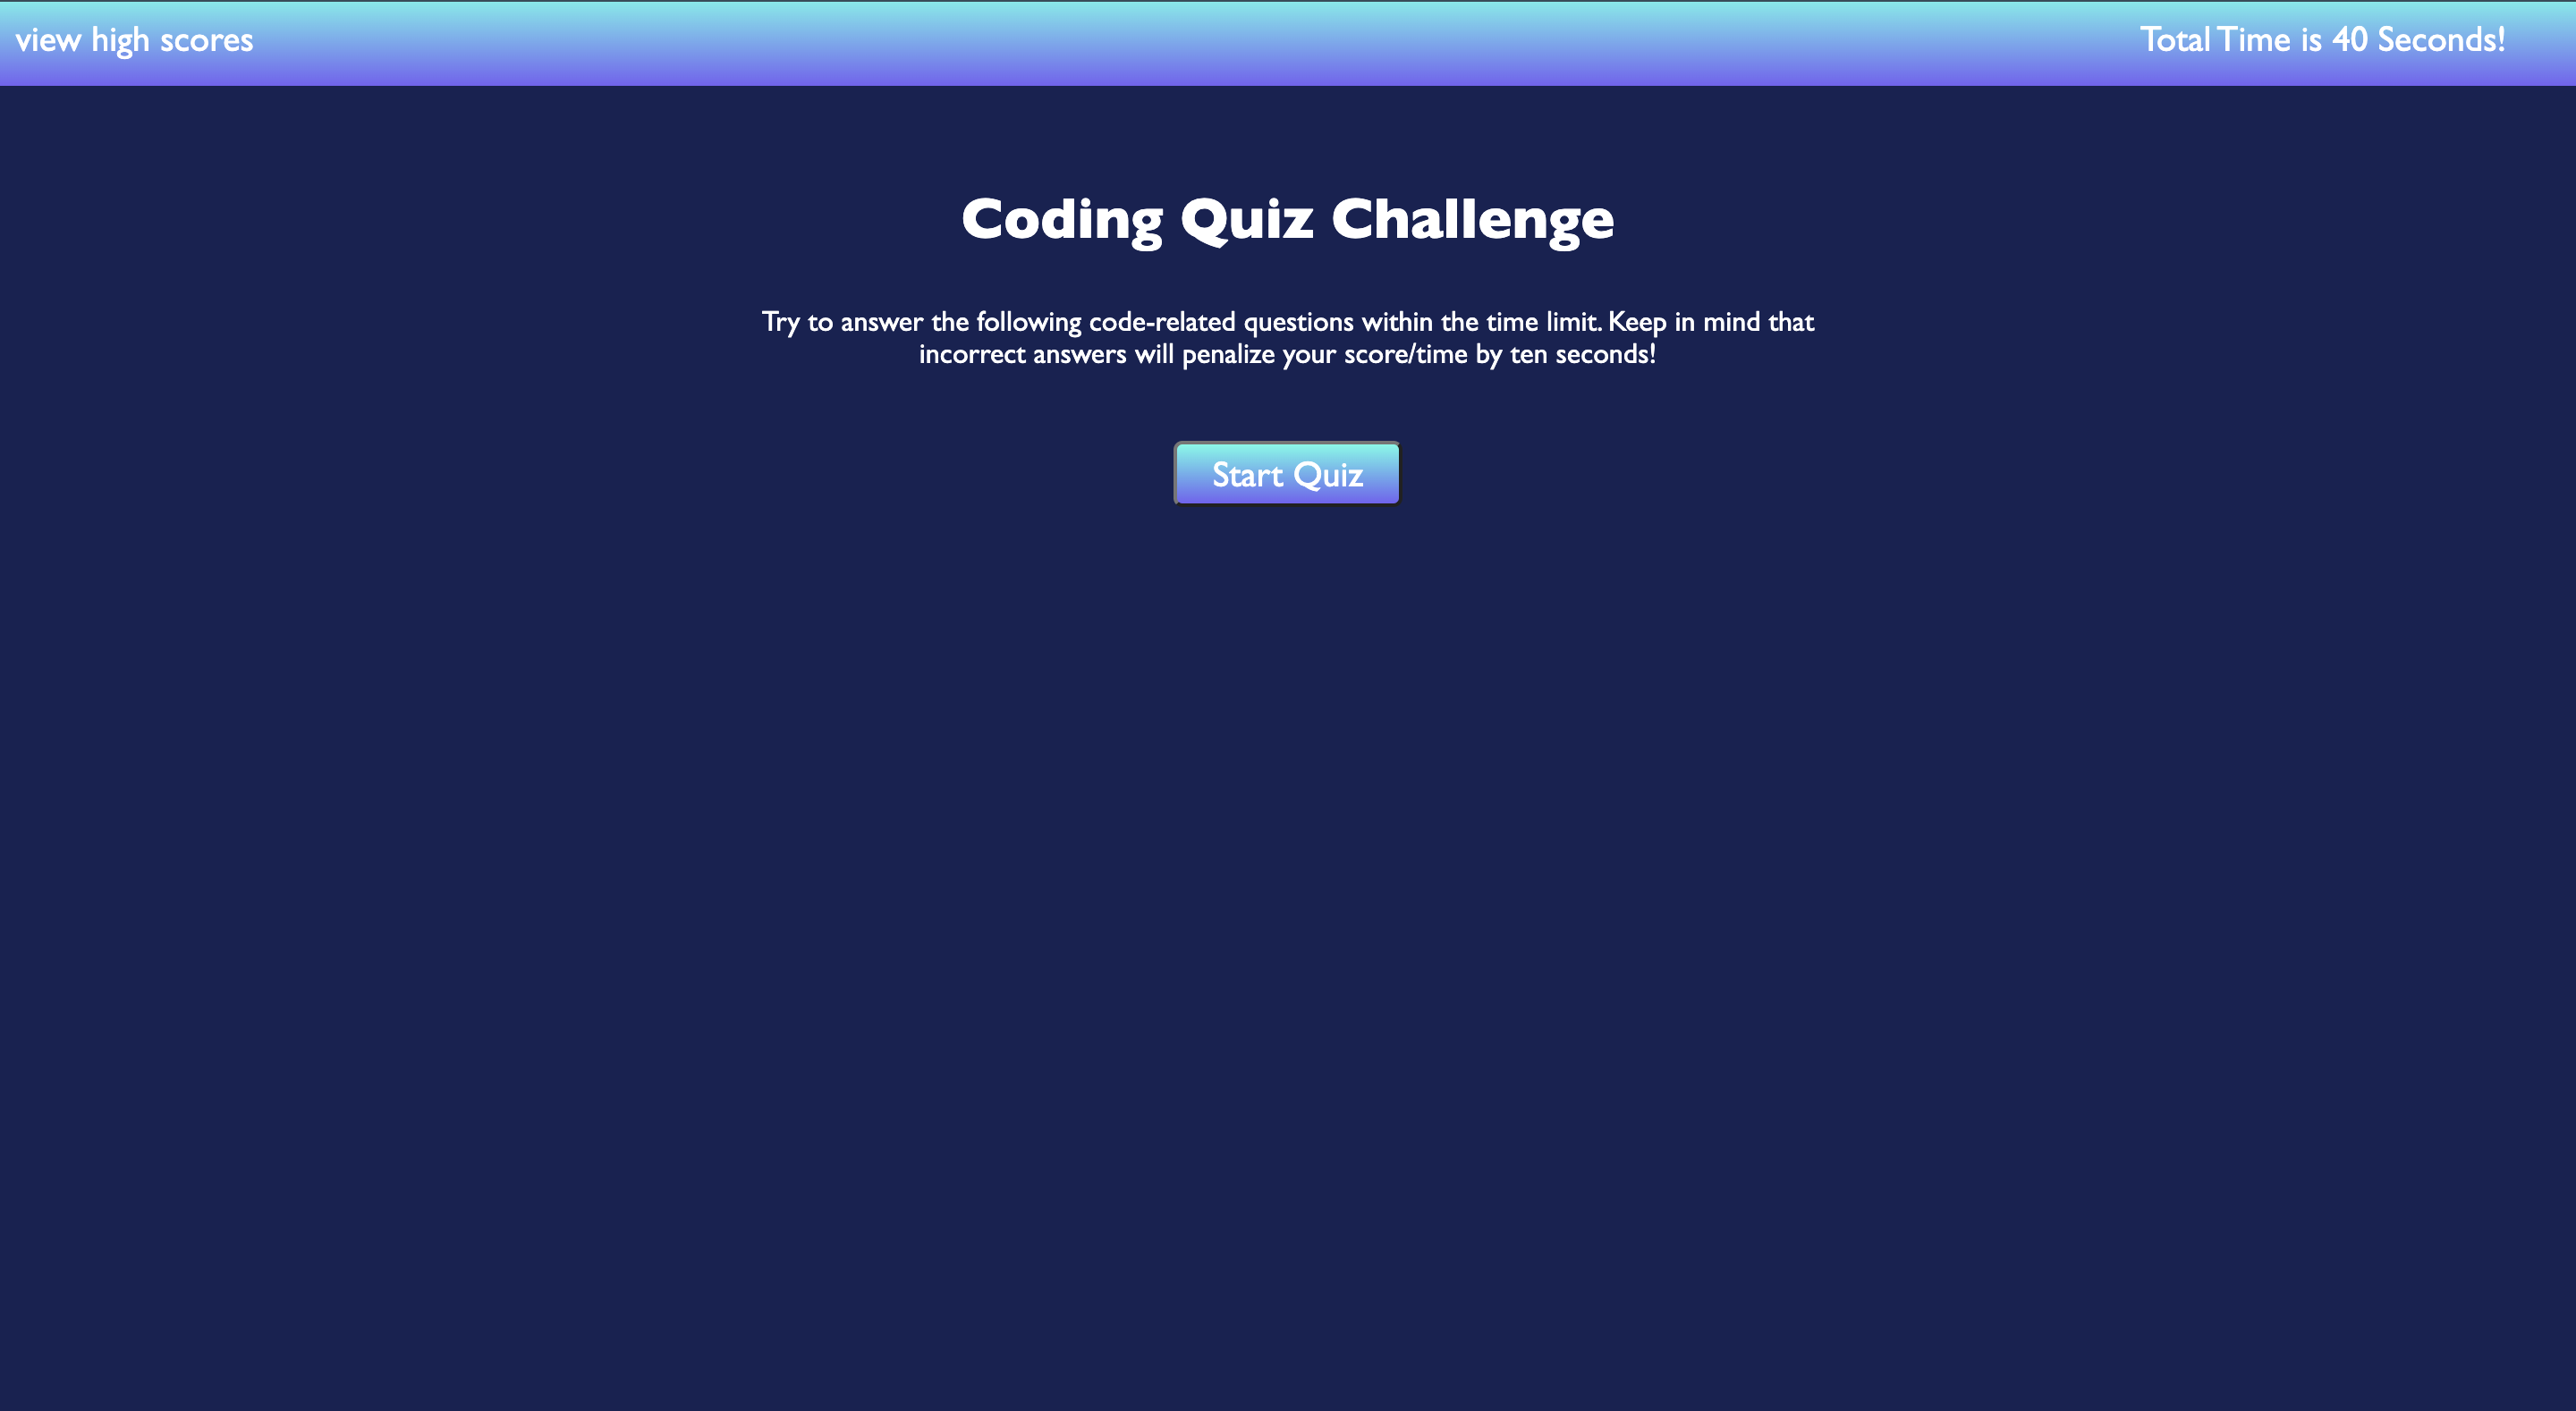 view high scores
Total Time is 40 Seconds!
Coding Quiz Challenge
Try to answer the following code-related questions within the time limit. Keep in mind that
incorrect answers will penalize your score/time by ten seconds!
Start Quiz